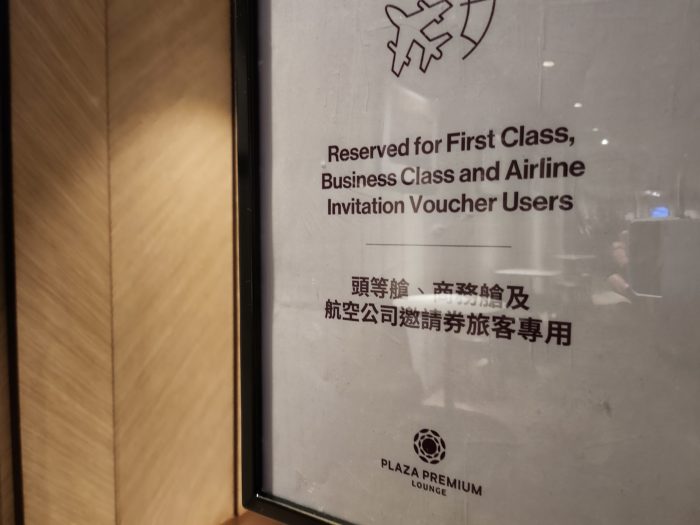 Reserved for First Class,
Business Class and Airline
Invitation Voucher Users
頭等艙、商務艙及
航空公司邀請券旅客專用
PLAZA PREMIUM
LOUNGE